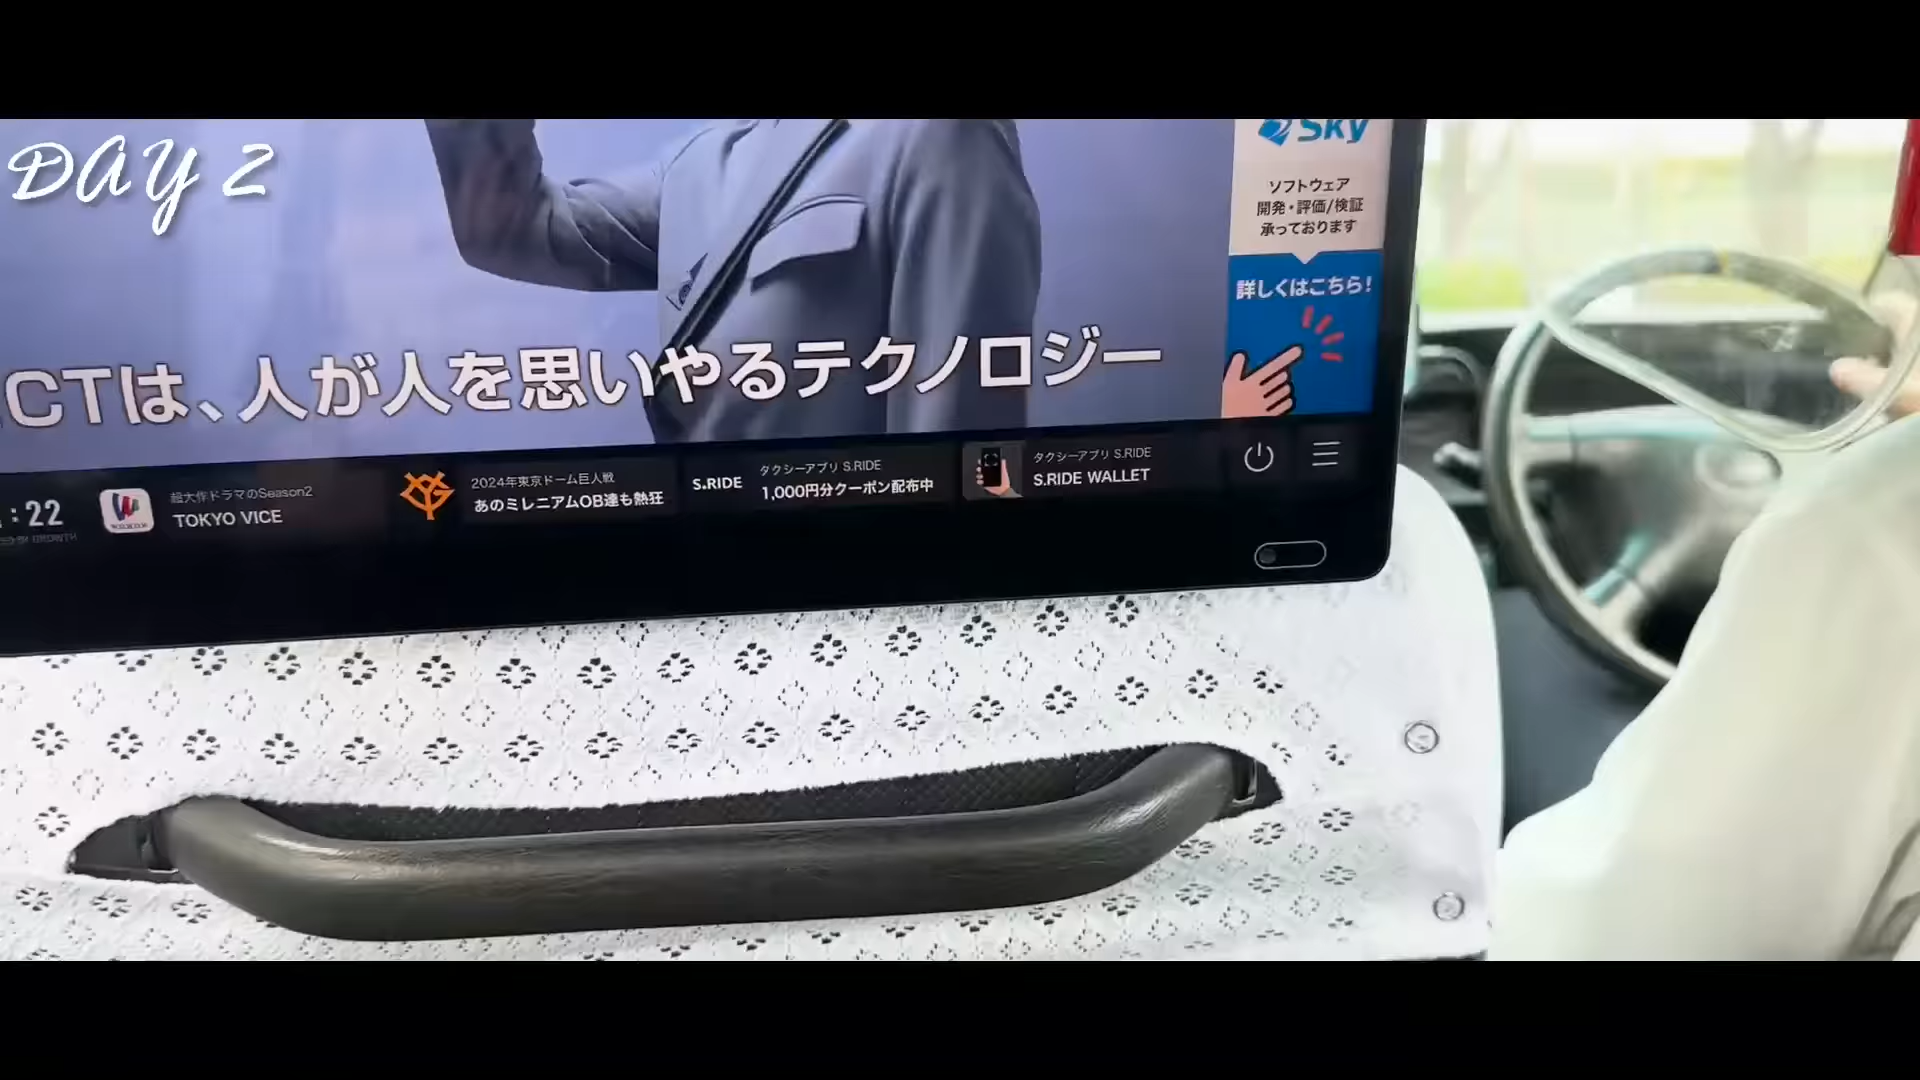 DAY 2
Sky
ソフトウェア
開発・評価/検証
承っております
詳しくはこちら!
CTは、人が人を思いやるテクノロジー
:22
超大作ドラマのSeason2
TOKYO VICE
2024年東京ドーム巨人戦
あのミレニアムOB達も熱狂
S.RIDE
タクシーアプリ S.RIDE
1,000円分クーポン配布中
タクシーアプリ S.RIDE
S.RIDE WALLET